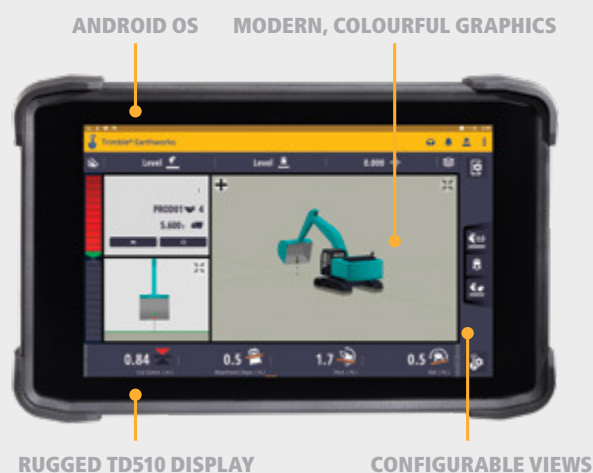 ANDROID OS
MODERN, COLOURFUL GRAPHICS
Trimble® Earthworks
Level
Level
0.000
PROD01 4
5.600
0.84
0.5
1.7
0.5
RUGGED TD510 DISPLAY
CONFIGURABLE VIEWS